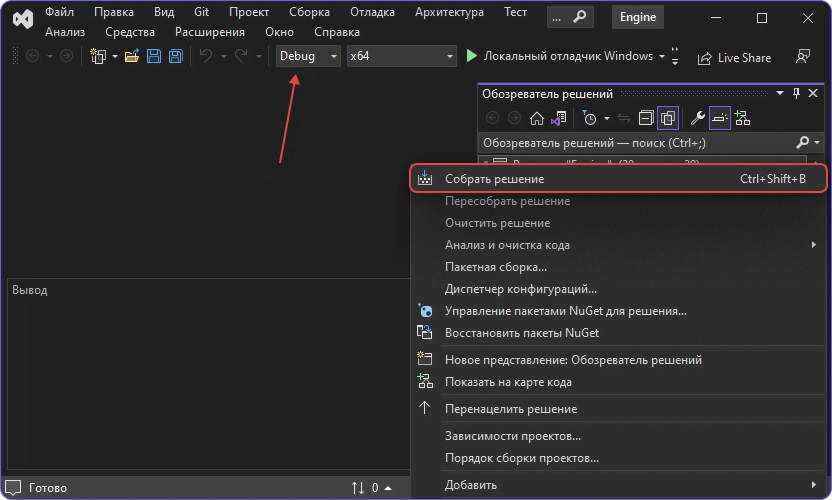 Файл Правка Вид Git Проект Сборка Отладка Архитектура Тест ... Engine
Анализ Средства Расширения Окно Справка
Debug x64 Локальный отладчик Windows Live Share
Обозреватель решений
Обозреватель решений — поиск (Ctrl+;)
Собрать решение Ctrl+Shift+B
Пересобрать решение
Очистить решение
Анализ и очистка кода
Пакетная сборка...
Диспетчер конфигураций...
Управление пакетами NuGet для решения...
Восстановить пакеты NuGet
Новое представление: Обозреватель решений
Показать на карте кода
Перенацелить решение
Зависимости проектов...
Порядок сборки проектов...
Добавить
Вывод
Готово 0